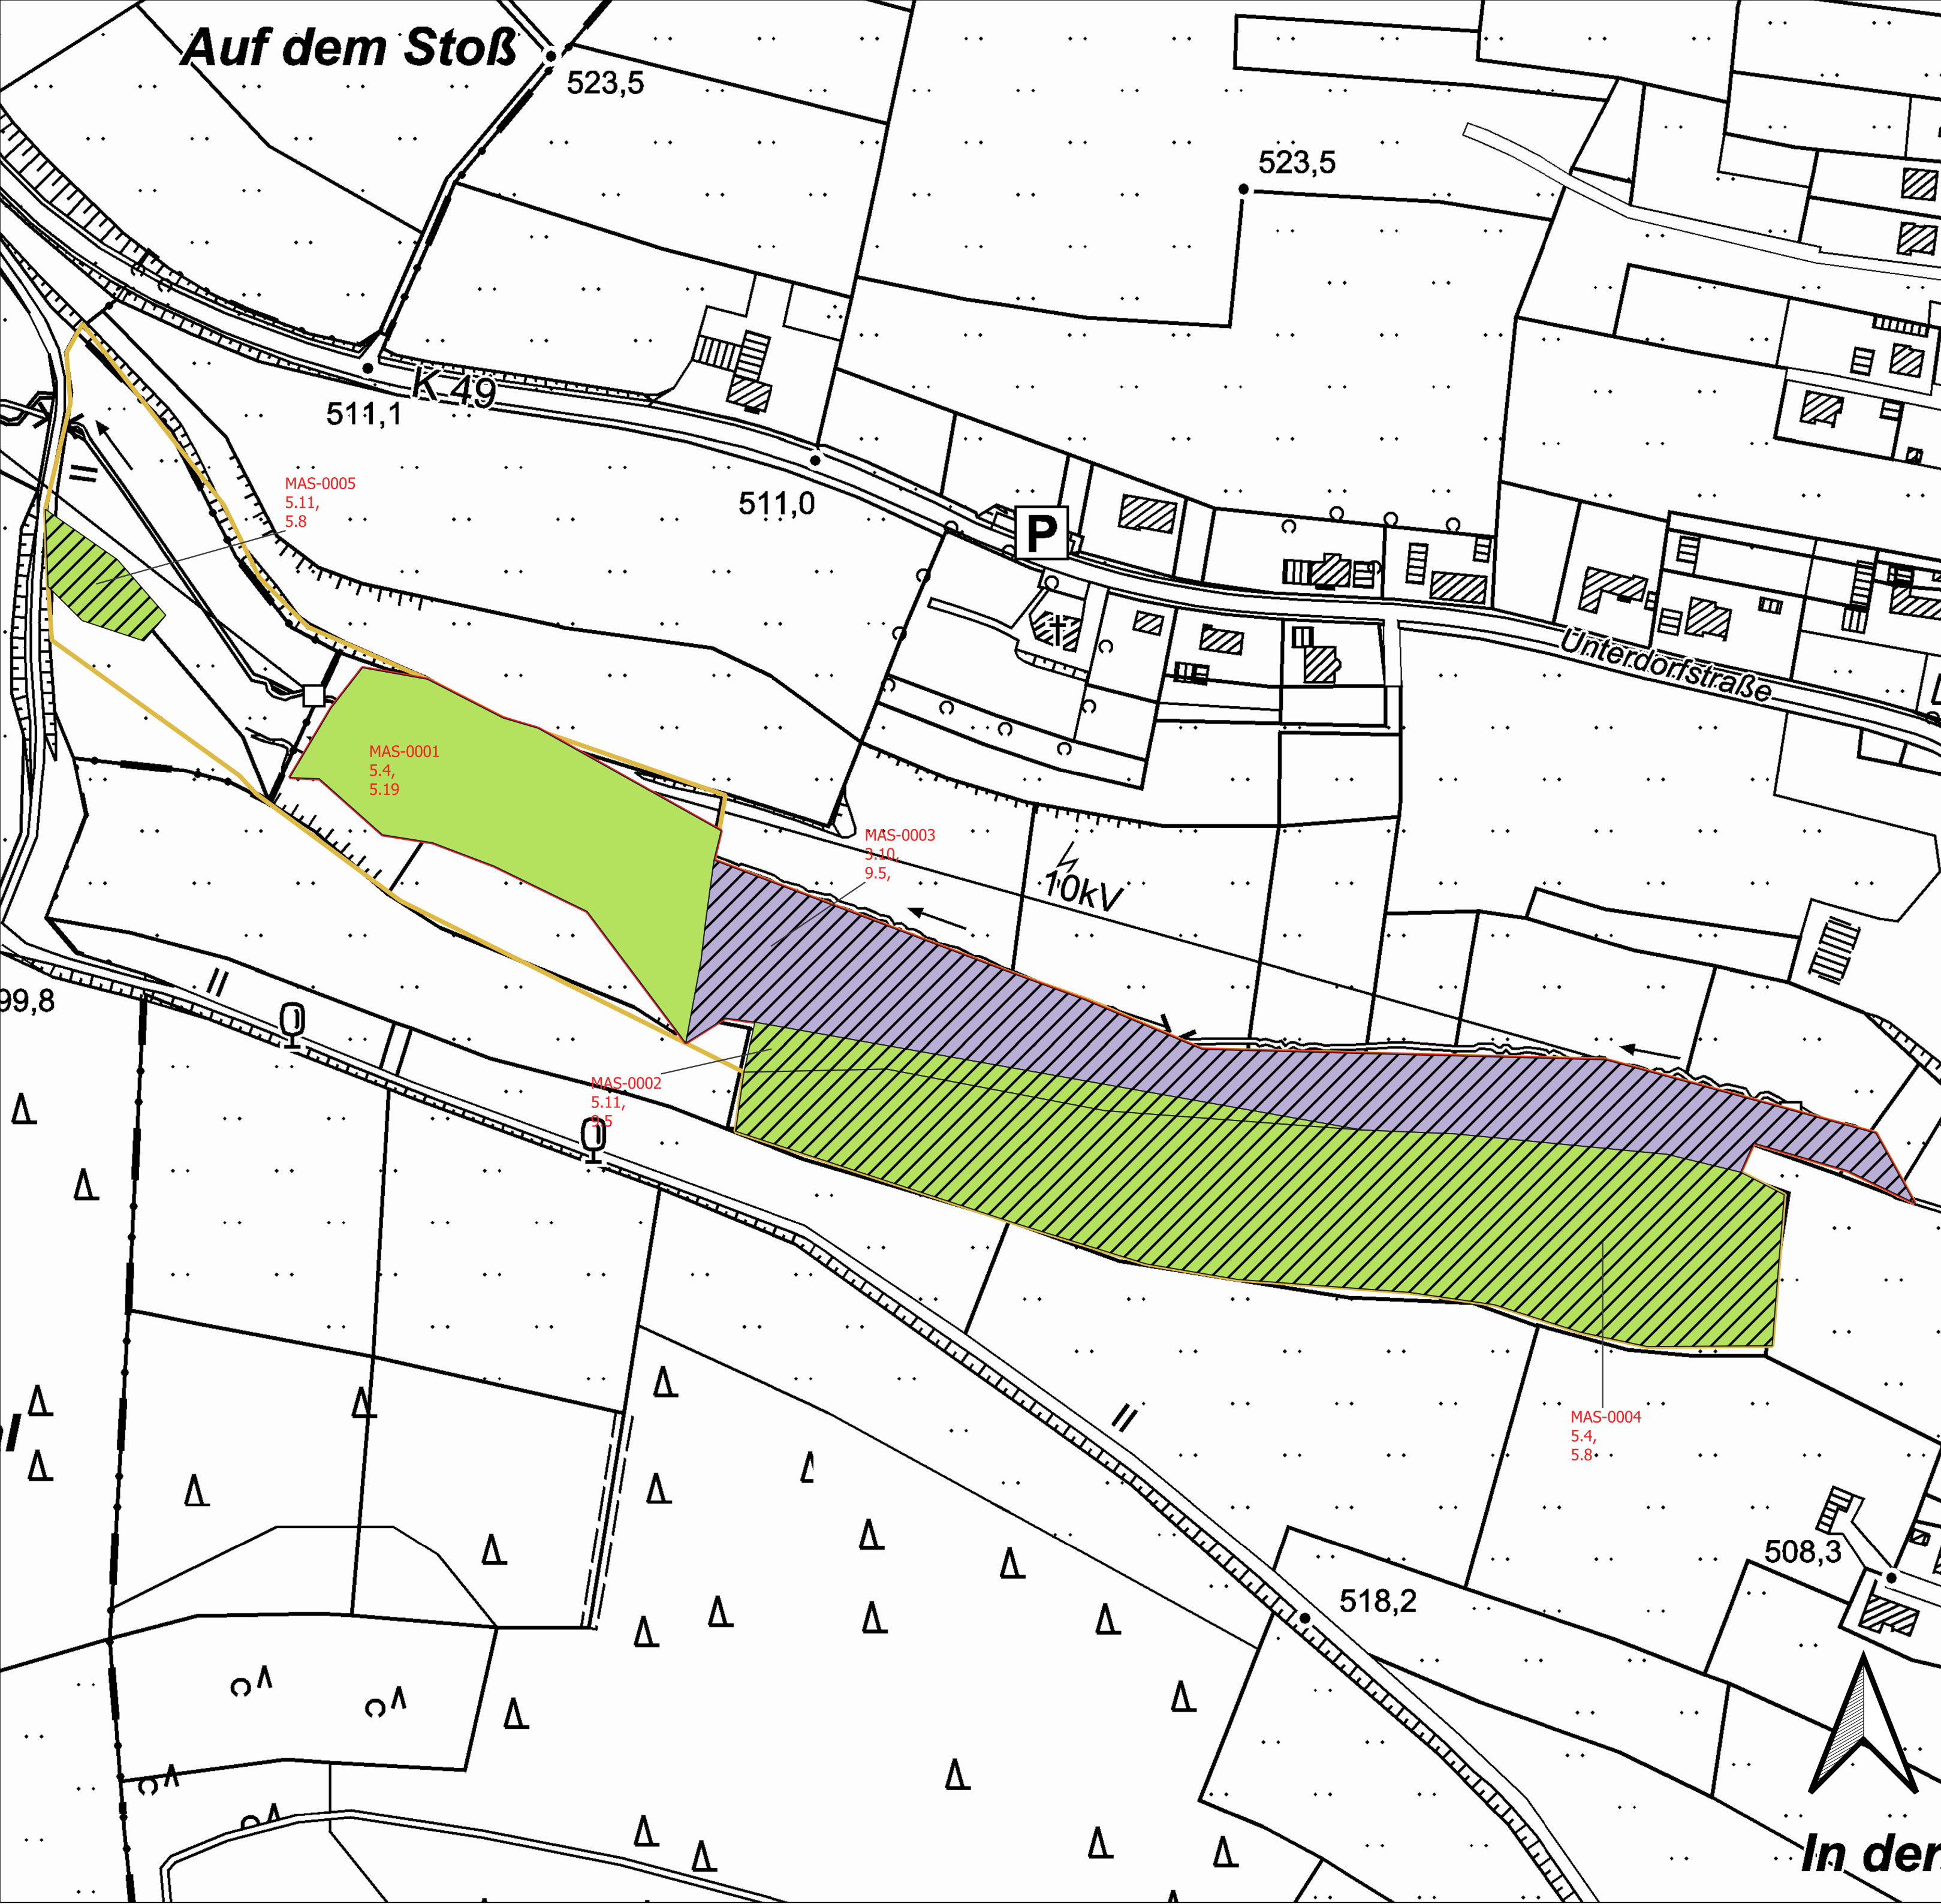 Auf dem Stoß
523,5
523,5
K 49
511,1
MAS-0005
5.11,
5.8
511,0
P
Unterdorfstraße
MAS-0001
5.4,
5.19
MAS-0003
3.10,
9.5,
10kV
99,8
MAS-0002
5.11,
9.5
MAS-0004
5.4,
5.8
508,3
518,2
In der